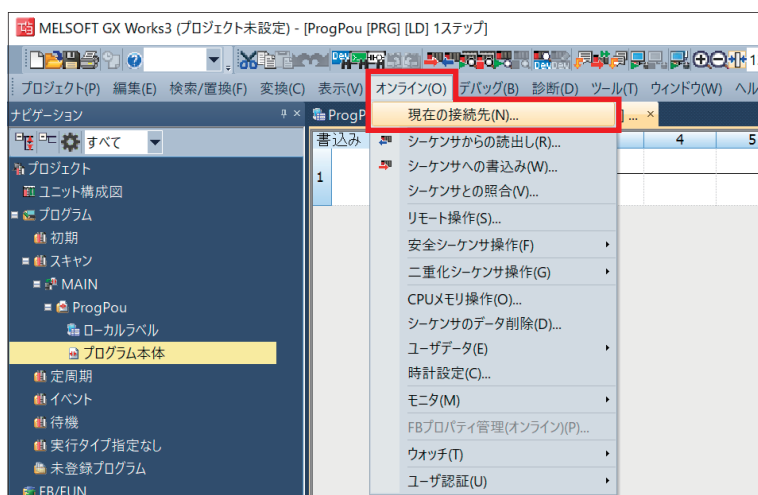 MELSOFT GX Works3 (プロジェクト未設定) - [ProgPou [PRG] [LD] 1ステップ]
プロジェクト(P) 編集(E) 検索/置換(F) 変換(C) 表示(V) オンライン(O) デバッグ(B) 診断(D) ツール(T) ウィンドウ(W) ヘル
ナビゲーション
すべて
プロジェクト
ユニット構成図
プログラム
初期
スキャン
MAIN
ProgPou
ローカルラベル
プログラム本体
定周期
イベント
待機
実行タイプ指定なし
未登録プログラム
FB/FUN
ProgP
書込み
1
現在の接続先(N)...
シーケンサからの読出し(R)...
シーケンサへの書込み(W)...
シーケンサとの照合(V)...
リモート操作(S)...
安全シーケンサ操作(F)
二重化シーケンサ操作(G)
CPUメモリ操作(O)...
シーケンサのデータ削除(D)...
ユーザデータ(E)
時計設定(C)...
モニタ(M)
FBプロパティ管理(オンライン)(P)...
ウォッチ(T)
ユーザ認証(U)
] ...
4 5